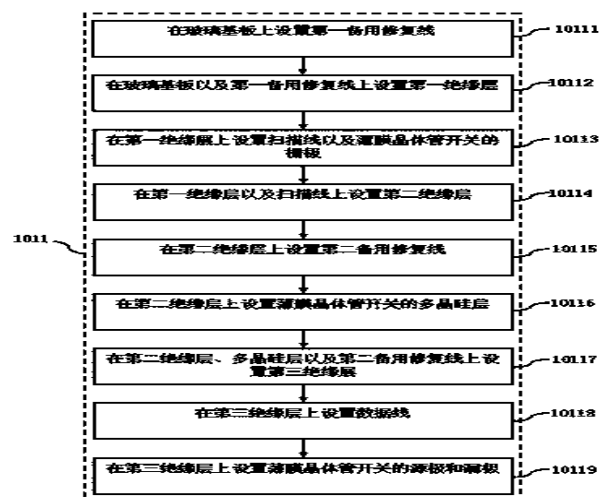 在玻璃基板上设置第一备用修复线
10111
在玻璃基板以及第一备用修复线上设置第一绝缘层
10112
在第一绝缘层上设置扫描线以及薄膜晶体管开关的
栅极
10113
在第一绝缘层以及扫描线上设置第二绝缘层
10114
1011
在第二绝缘层上设置第二备用修复线
10115
在第二绝缘层上设置薄膜晶体管开关的多晶硅层
10116
在第二绝缘层、多晶硅层以及第二备用修复线上设
置第三绝缘层
10117
在第三绝缘层上设置数据线
10118
在第三绝缘层上设置薄膜晶体管开关的源极和漏极
10119